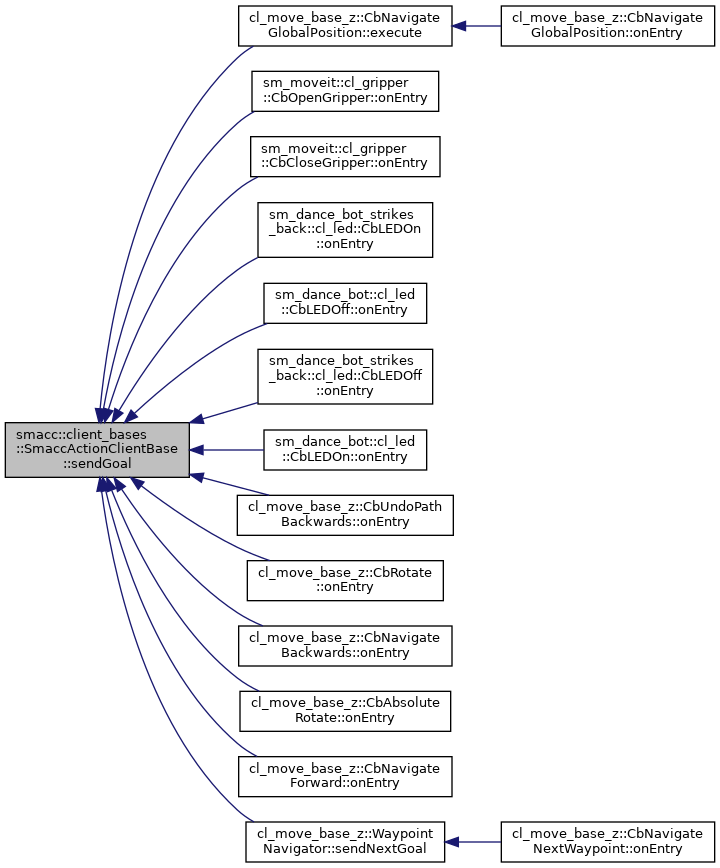 cl_move_base_z::CbNavigate
GlobalPosition::execute
cl_move_base_z::CbNavigate
GlobalPosition::onEntry
sm_moveit::cl_gripper
::CbOpenGripper::onEntry
sm_moveit::cl_gripper
::CbCloseGripper::onEntry
sm_dance_bot_strikes
_back::cl_led::CbLEDOn
::onEntry
sm_dance_bot::cl_led
::CbLEDOff::onEntry
sm_dance_bot_strikes
_back::cl_led::CbLEDOff
::onEntry
smacc::client_bases
::SmaccActionClientBase
::sendGoal
sm_dance_bot::cl_led
::CbLEDOn::onEntry
cl_move_base_z::CbUndoPath
Backwards::onEntry
cl_move_base_z::CbRotate
::onEntry
cl_move_base_z::CbNavigate
Backwards::onEntry
cl_move_base_z::CbAbsolute
Rotate::onEntry
cl_move_base_z::CbNavigate
Forward::onEntry
cl_move_base_z::Waypoint
Navigator::sendNextGoal
cl_move_base_z::CbNavigate
NextWaypoint::onEntry